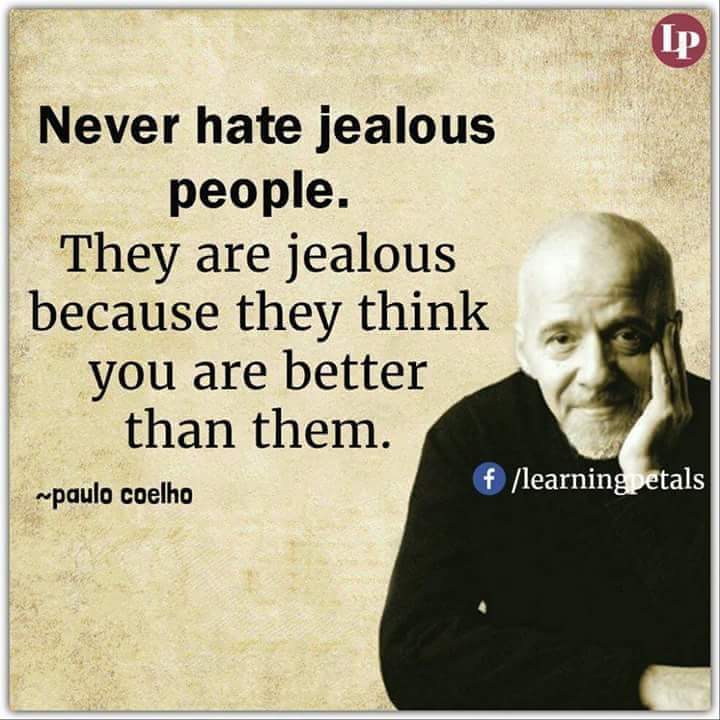 LP
Never hate jealous
people.
They are jealous
because they think
you are better
than them.
~paulo coelho
f /learningpetals